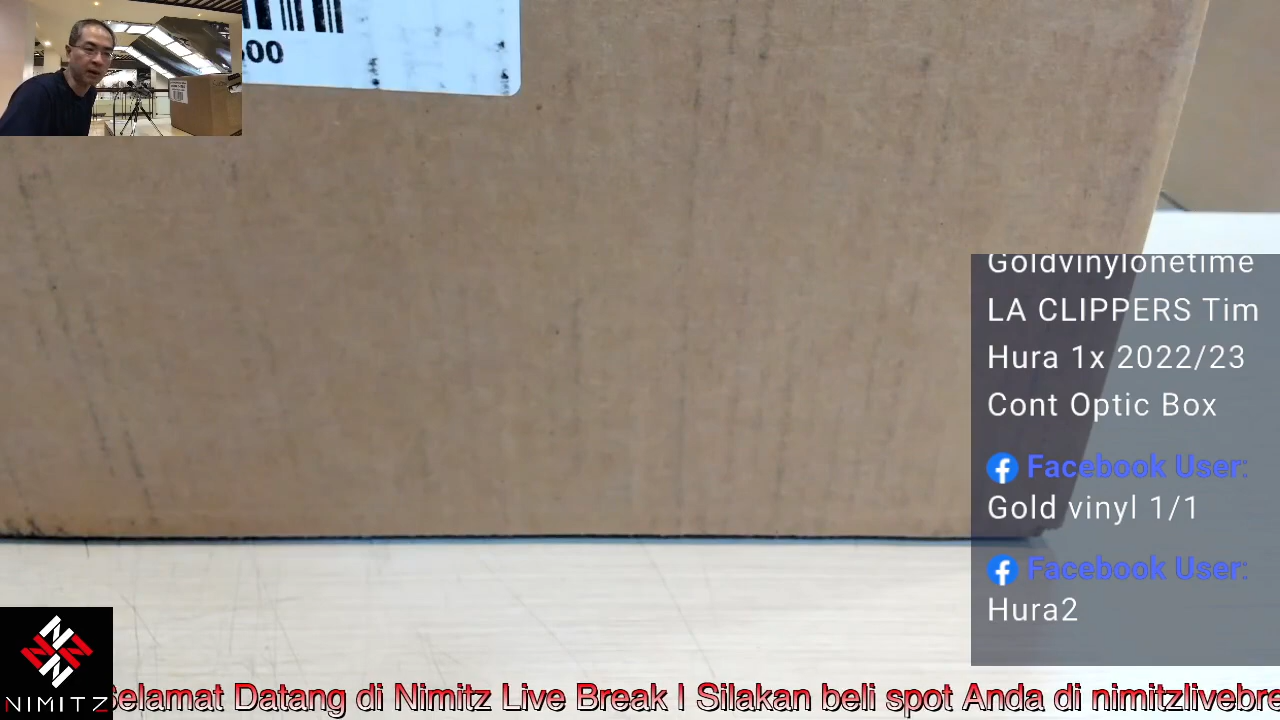 00
Goldvinylonetime
LA CLIPPERS Tim
Hura 1x 2022/23
Cont Optic Box
Facebook User:
Gold vinyl 1/1
Facebook User:
Hura2
NIMITZ
Selamat Datang di Nimitz Live Break | Silakan beli spot Anda di nimitzlivebre